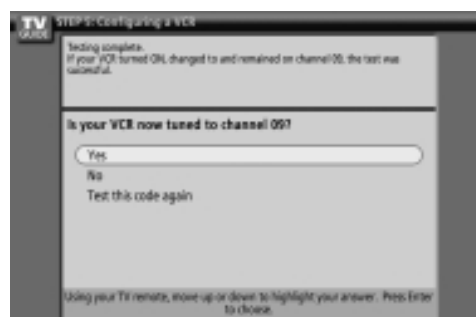 TV
GUIDE
STEP 5: Configuring a VCR
Testing complete.
If your VCR turned ON, changed to and remained on channel 09, the test was
successful.
Is your VCR now tuned to channel 09?
Yes
No
Test this code again
Using your TV remote, move up or down to highlight your answer. Press Enter
to choose.